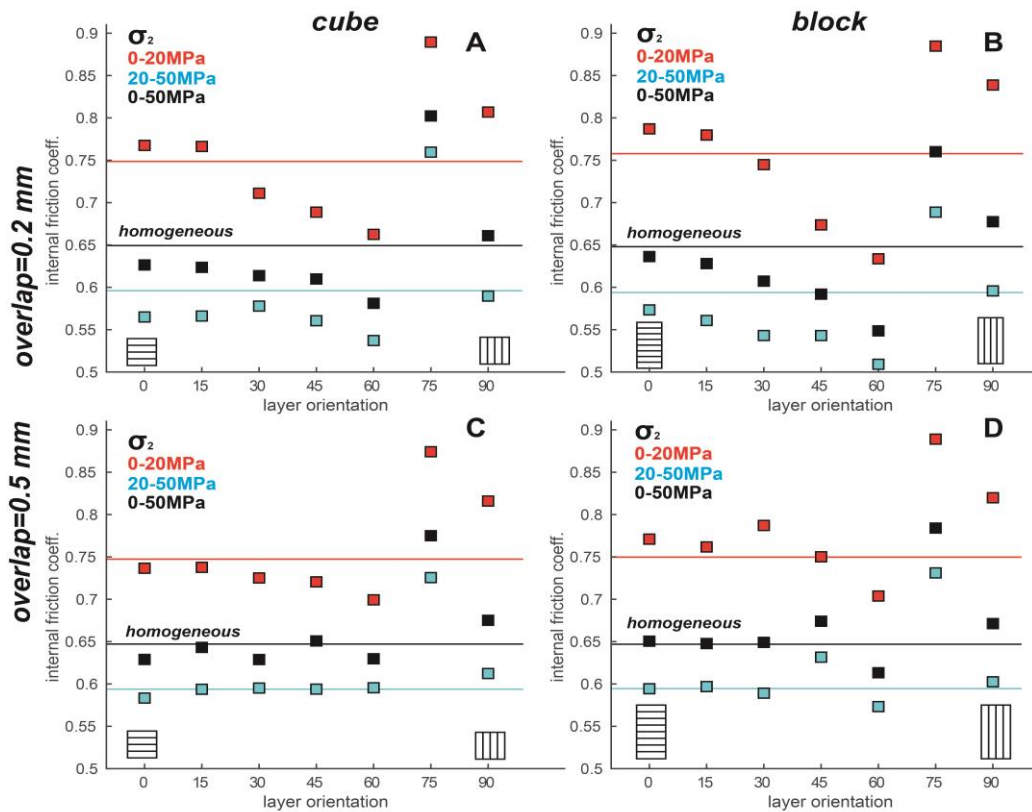 cube
block
overlap=0.2 mm
overlap=0.5 mm
A
σ2
0-20MPa
20-50MPa
0-50MPa
homogeneous
internal friction coeff.
0.9
0.85
0.8
0.75
0.7
0.65
0.6
0.55
0.5
0 15 30 45 60 75 90
layer orientation
B
σ2
0-20MPa
20-50MPa
0-50MPa
homogeneous
internal friction coeff.
0.9
0.85
0.8
0.75
0.7
0.65
0.6
0.55
0.5
0 15 30 45 60 75 90
layer orientation
C
σ2
0-20MPa
20-50MPa
0-50MPa
homogeneous
internal friction coeff.
0.9
0.85
0.8
0.75
0.7
0.65
0.6
0.55
0.5
0 15 30 45 60 75 90
layer orientation
D
σ2
0-20MPa
20-50MPa
0-50MPa
homogeneous
internal friction coeff.
0.9
0.85
0.8
0.75
0.7
0.65
0.6
0.55
0.5
0 15 30 45 60 75 90
layer orientation